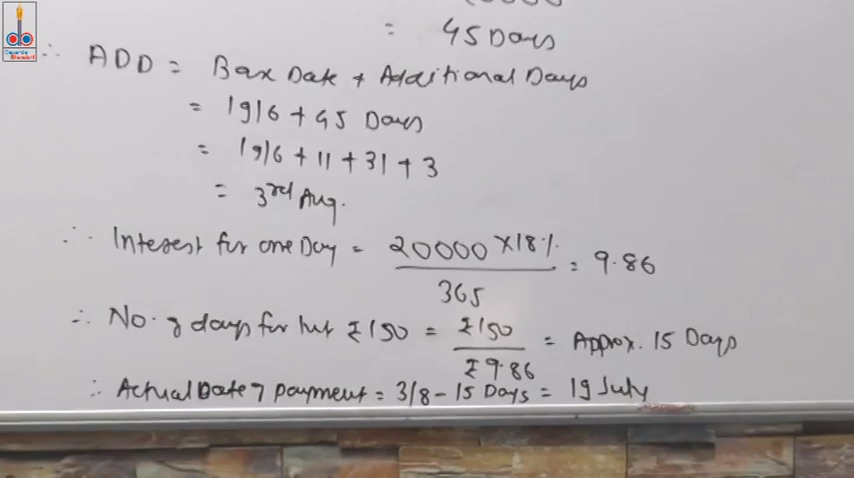 = 45 Days
∴ ADD = Base Date + Additional Days
= 19/6 + 45 Days
= 19/6 + 11 + 31 + 3
= 3rd Aug.
∴ Interest for one Day = 20000 × 18% / 365 = 9.86
∴ No. of days for Int ₹150 = ₹150 / ₹9.86 = Approx. 15 Days
∴ Actual Date of payment = 3/8 - 15 Days = 19 July